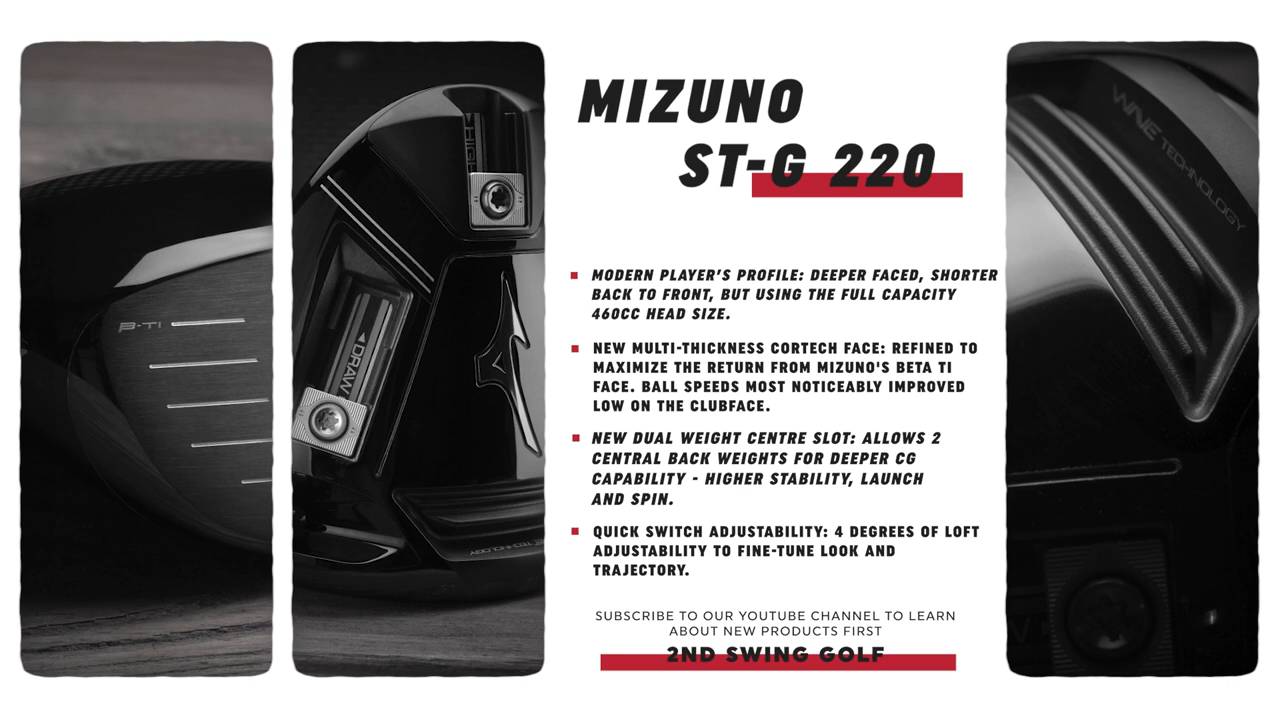 MIZUNO
ST-G 220
MODERN PLAYER'S PROFILE: DEEPER FACED, SHORTER
BACK TO FRONT, BUT USING THE FULL CAPACITY
460CC HEAD SIZE.
NEW MULTI-THICKNESS CORTECH FACE: REFINED TO
MAXIMIZE THE RETURN FROM MIZUNO'S BETA TI
FACE. BALL SPEEDS MOST NOTICEABLY IMPROVED
LOW ON THE CLUBFACE.
NEW DUAL WEIGHT CENTRE SLOT: ALLOWS 2
CENTRAL BACK WEIGHTS FOR DEEPER CG
CAPABILITY - HIGHER STABILITY, LAUNCH
AND SPIN.
QUICK SWITCH ADJUSTABILITY: 4 DEGREES OF LOFT
ADJUSTABILITY TO FINE-TUNE LOOK AND
TRAJECTORY.
SUBSCRIBE TO OUR YOUTUBE CHANNEL TO LEARN
ABOUT NEW PRODUCTS FIRST
2ND SWING GOLF
β-Ti
HIGH
DRAW
WAVE TECHNOLOGY